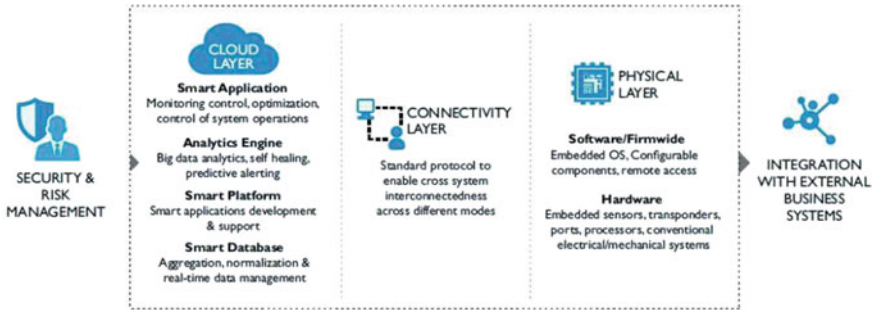 SECURITY &
RISK
MANAGEMENT
CLOUD
LAYER
Smart Application
Monitoring control, optimization,
control of system operations
Analytics Engine
Big data analytics, self healing,
predictive alerting
Smart Platform
Smart applications development
& support
Smart Database
Aggregation, normalization &
real-time data management
CONNECTIVITY
LAYER
Standard protocol to
enable cross system
interconnectedness
across different modes
PHYSICAL
LAYER
Software/Firmwide
Embedded OS, Configurable
components, remote access
Hardware
Embedded sensors, transponders,
ports, processors, conventional
electrical/mechanical systems
INTEGRATION
WITH EXTERNAL
BUSINESS
SYSTEMS